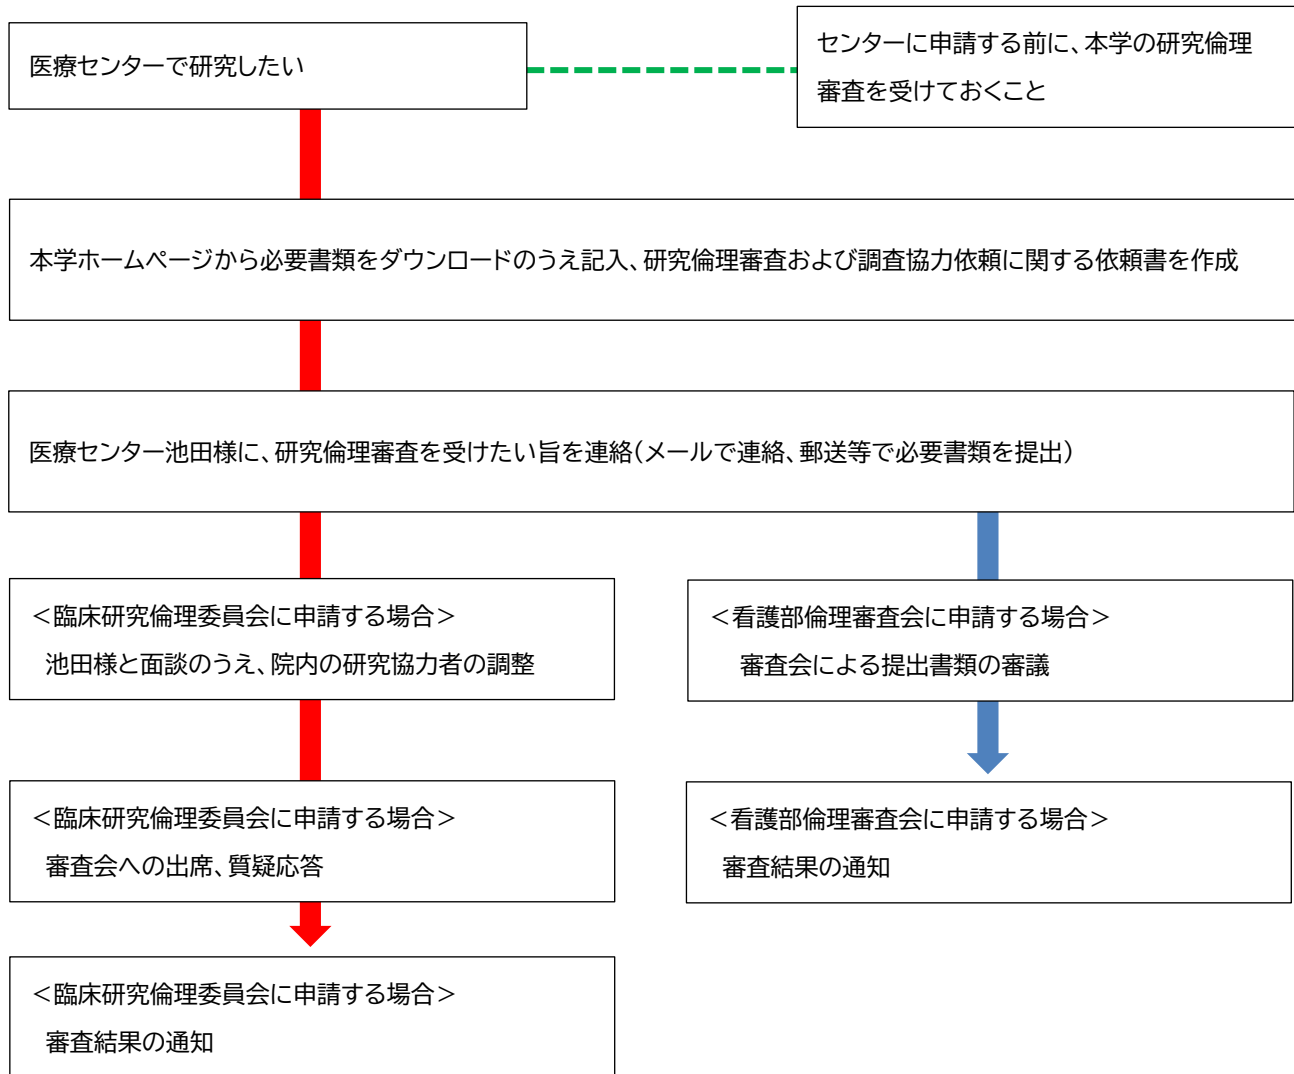 医療センターで研究したい
センターに申請する前に、本学の研究倫理
審査を受けておくこと
本学ホームページから必要書類をダウンロードのうえ記入、研究倫理審査および調査協力依頼に関する依頼書を作成
医療センター池田様に、研究倫理審査を受けたい旨を連絡(メールで連絡、郵送等で必要書類を提出)
＜臨床研究倫理委員会に申請する場合＞
池田様と面談のうえ、院内の研究協力者の調整
＜看護部倫理審査会に申請する場合＞
審査会による提出書類の審議
＜臨床研究倫理委員会に申請する場合＞
審査会への出席、質疑応答
＜看護部倫理審査会に申請する場合＞
審査結果の通知
＜臨床研究倫理委員会に申請する場合＞
審査結果の通知